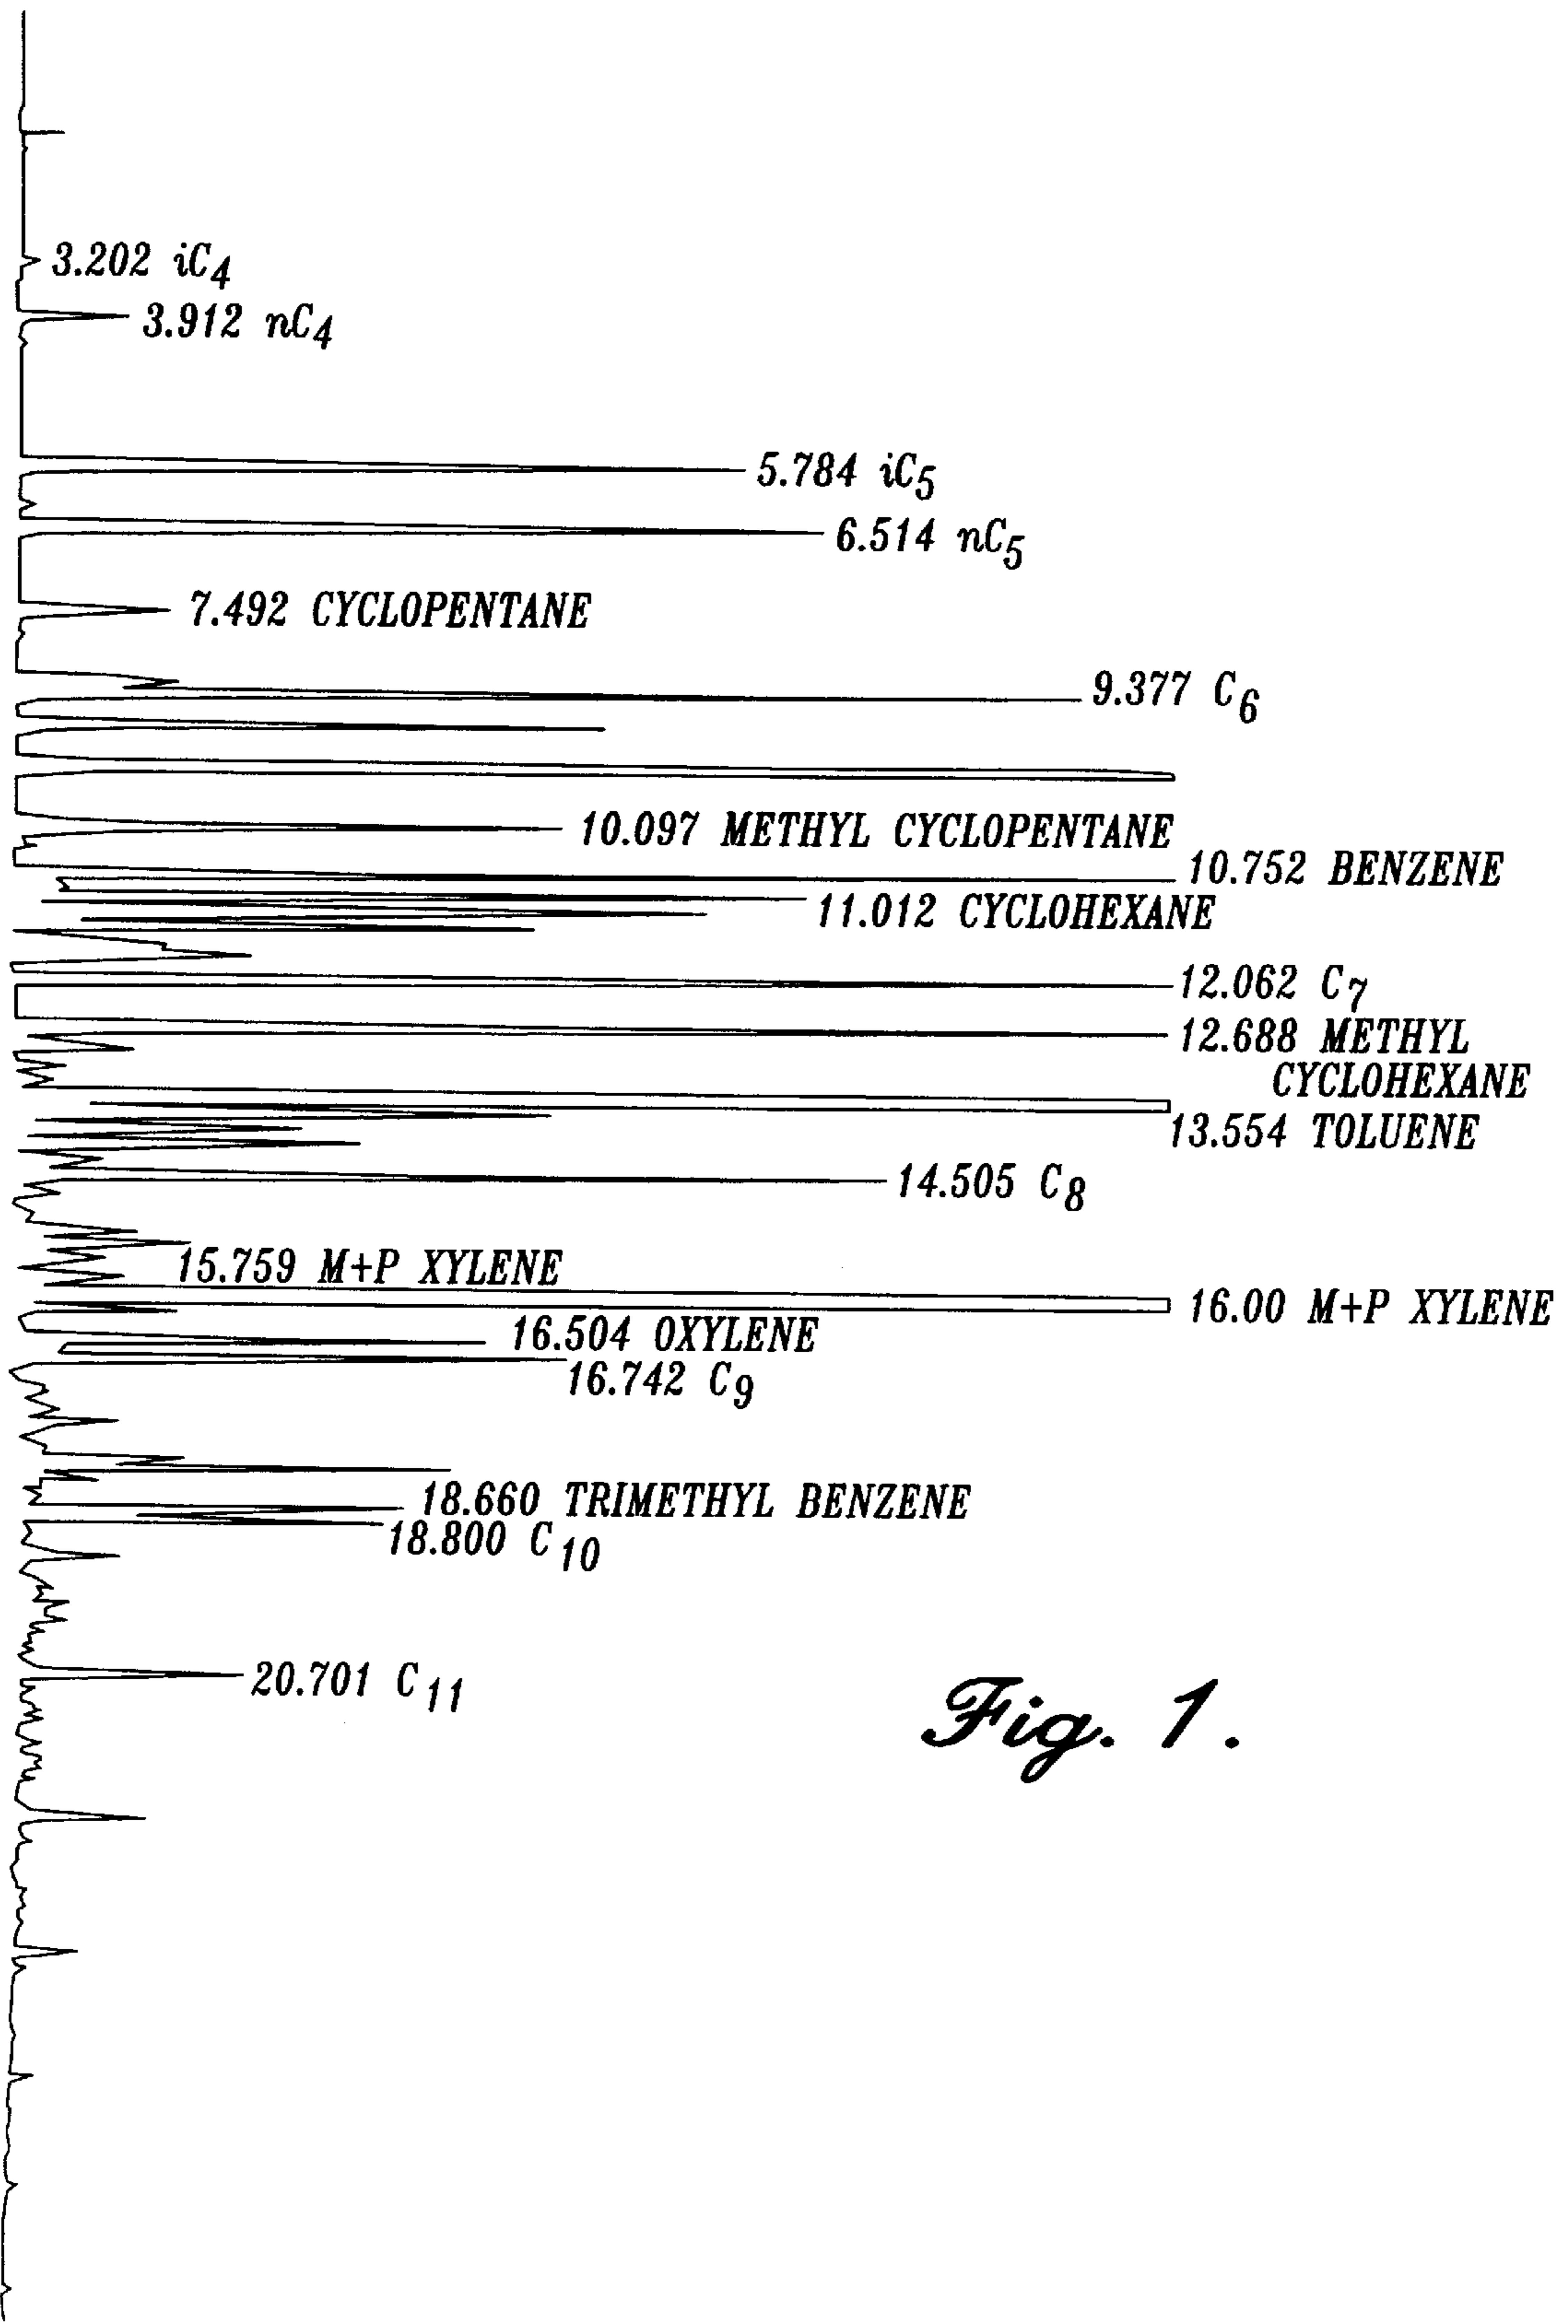 3.202 iC4
3.912 nC4
5.784 iC5
6.514 nC5
7.492 CYCLOPENTANE
9.377 C6
10.097 METHYL CYCLOPENTANE
10.752 BENZENE
11.012 CYCLOHEXANE
12.062 C7
12.688 METHYL
CYCLOHEXANE
13.554 TOLUENE
14.505 C8
15.759 M+P XYLENE
16.00 M+P XYLENE
16.504 OXYLENE
16.742 C9
18.660 TRIMETHYL BENZENE
18.800 C10
20.701 C11
Fig. 1.